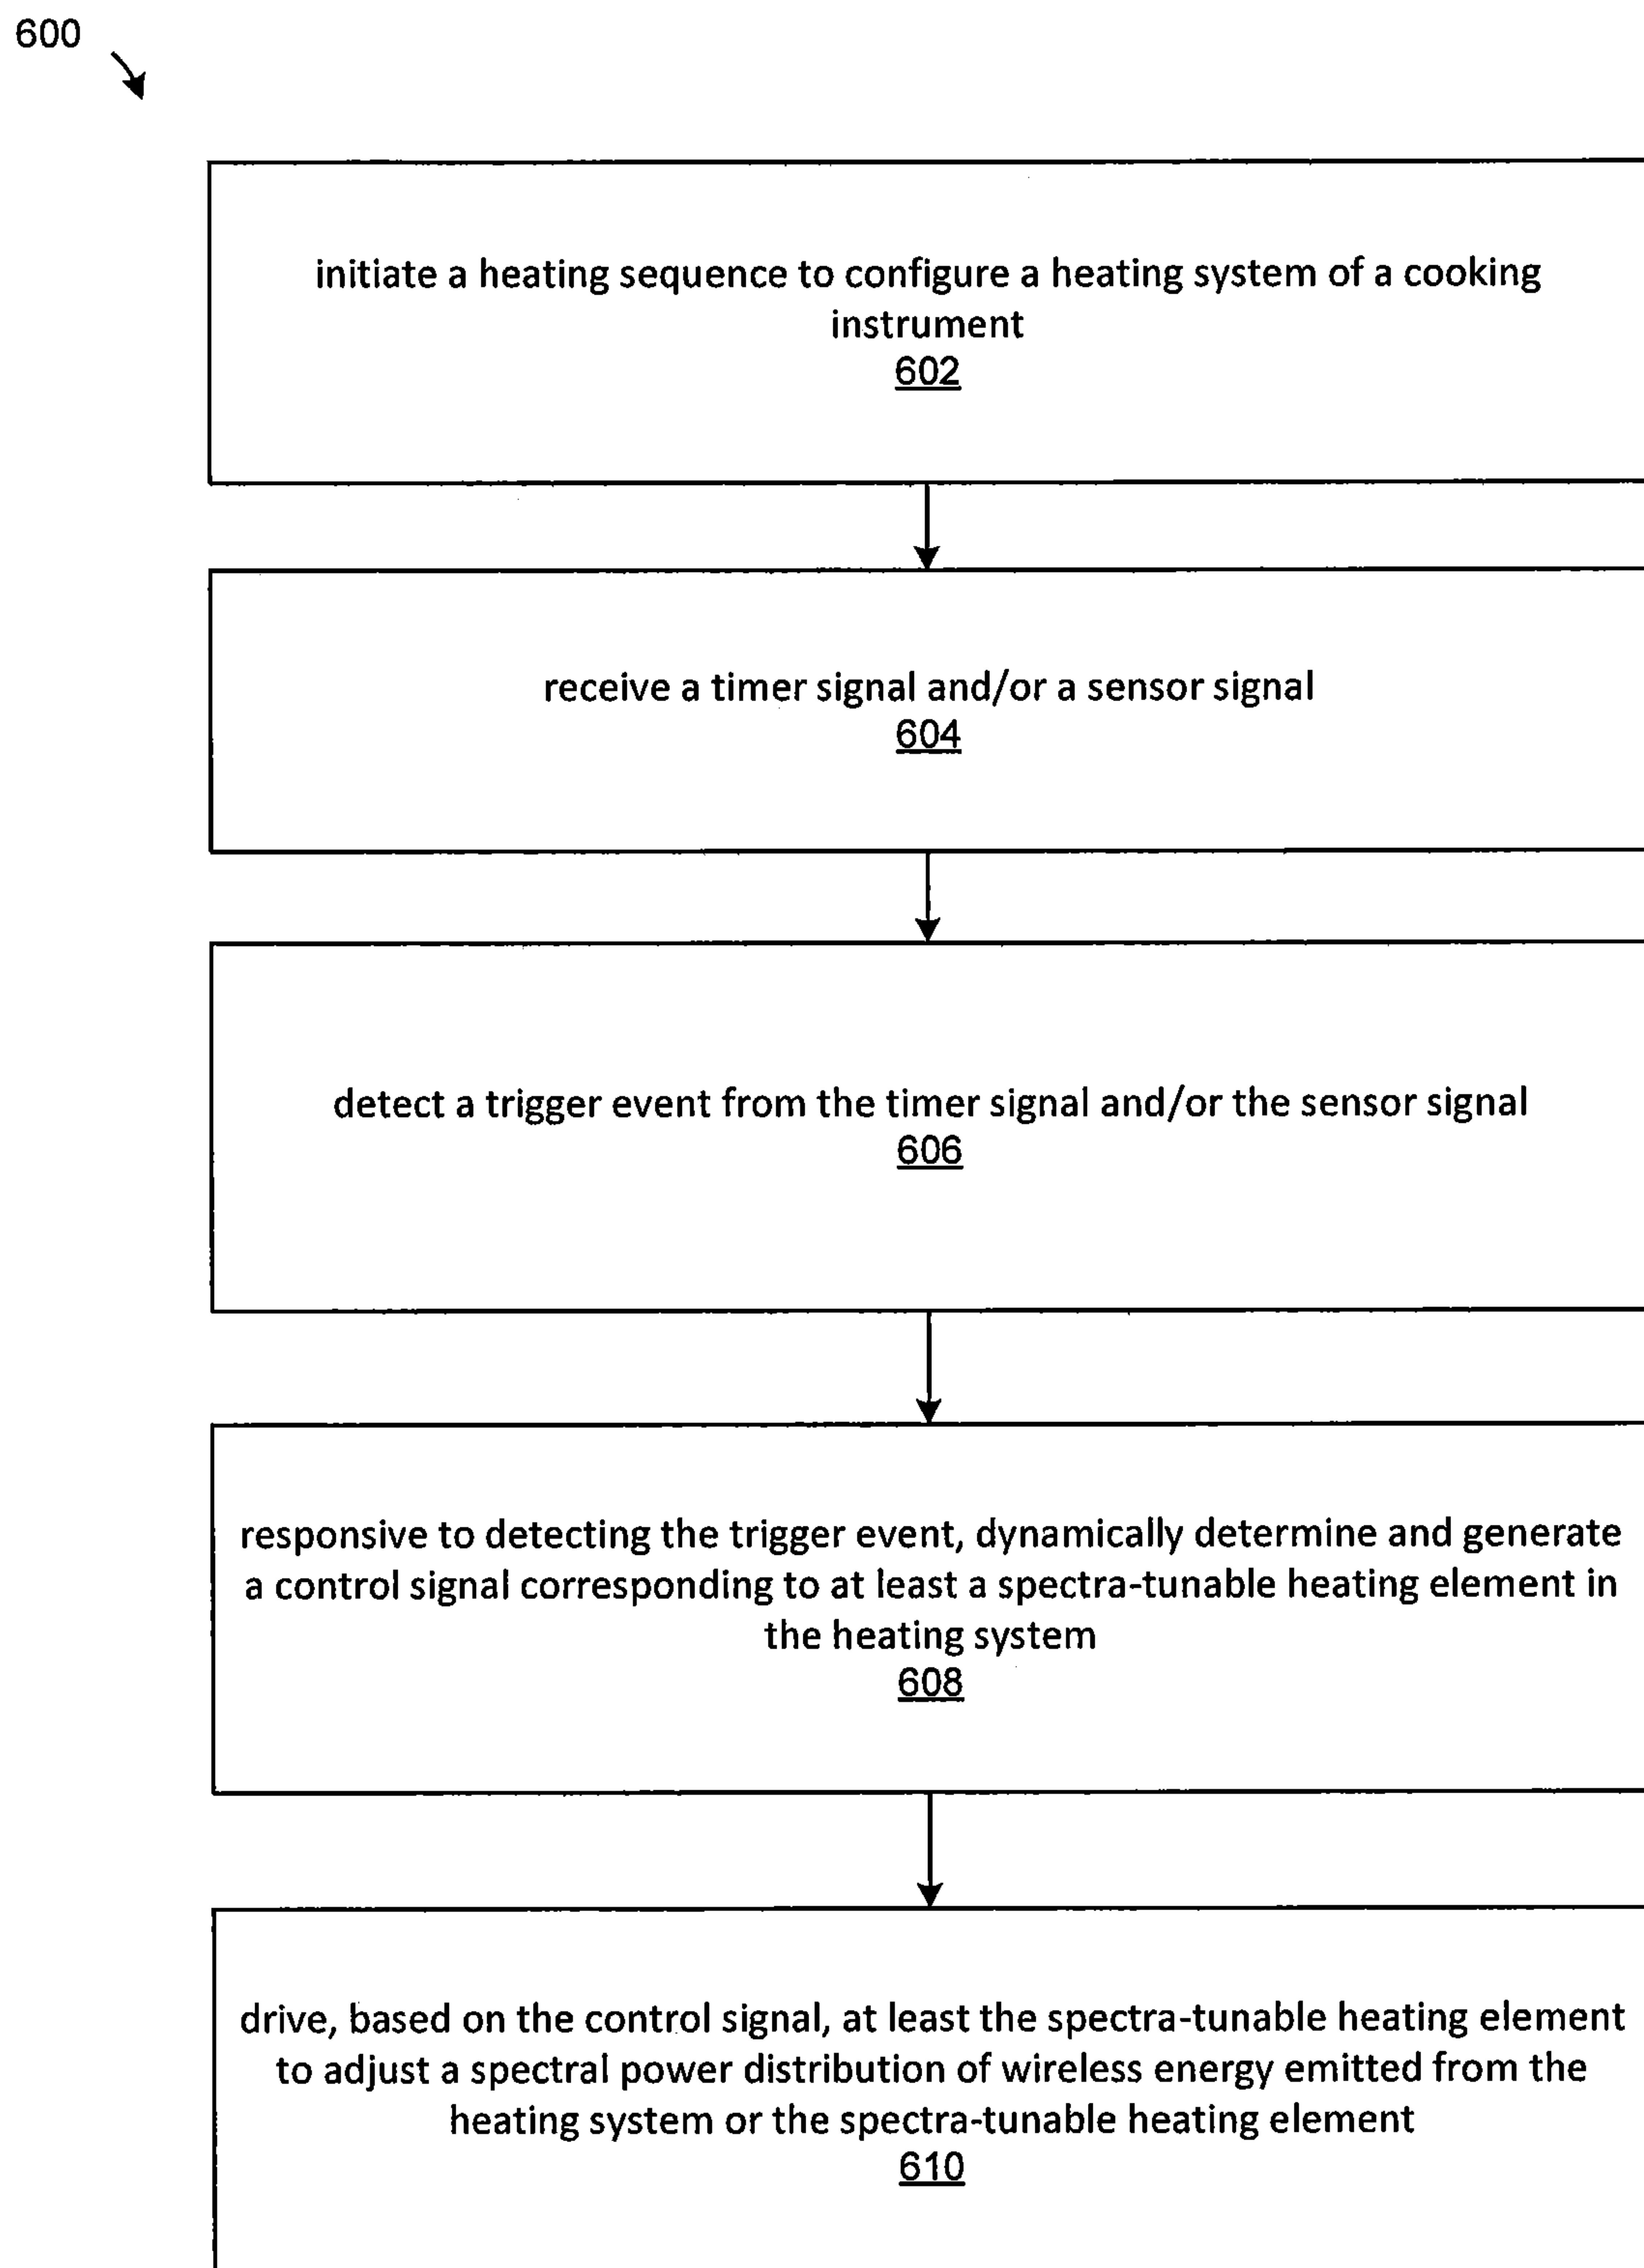 600
initiate a heating sequence to configure a heating system of a cooking
instrument
602
receive a timer signal and/or a sensor signal
604
detect a trigger event from the timer signal and/or the sensor signal
606
responsive to detecting the trigger event, dynamically determine and generate
a control signal corresponding to at least a spectra-tunable heating element in
the heating system
608
drive, based on the control signal, at least the spectra-tunable heating element
to adjust a spectral power distribution of wireless energy emitted from the
heating system or the spectra-tunable heating element
610